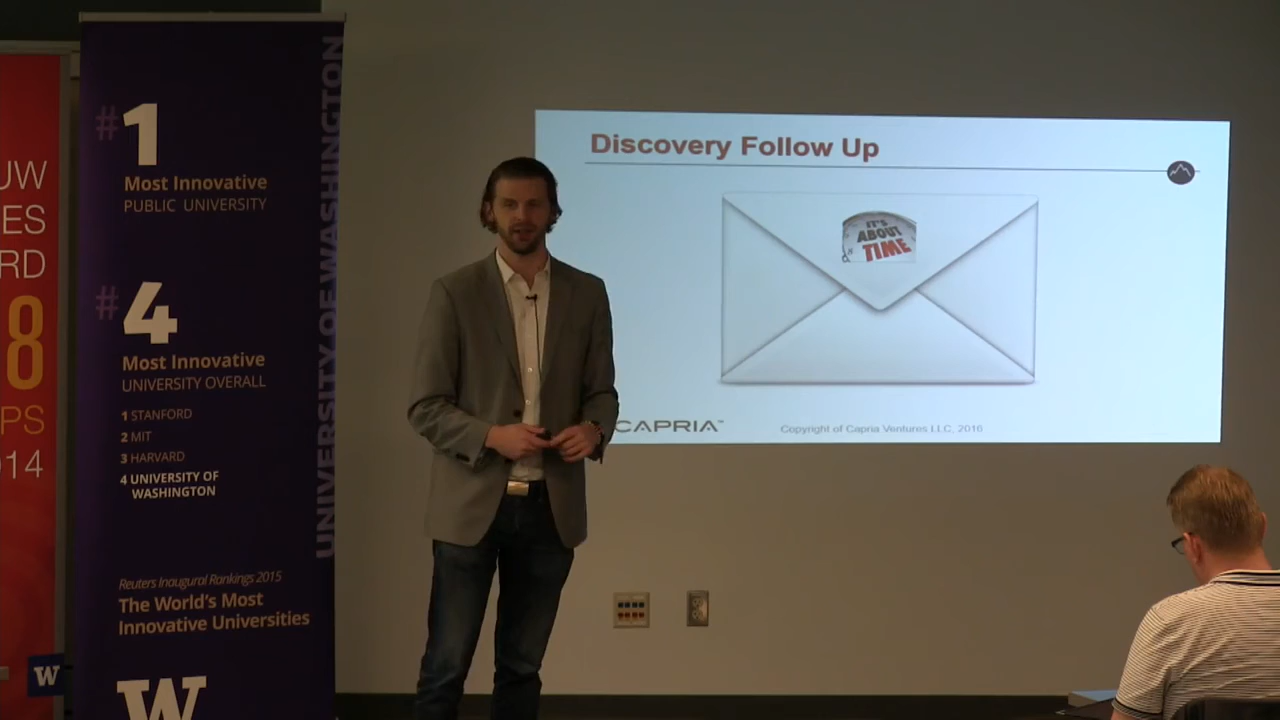 UW
ES
RD
8
PS
014
W
#1
Most Innovative
PUBLIC UNIVERSITY
#4
Most Innovative
UNIVERSITY OVERALL
1 STANFORD
2 MIT
3 HARVARD
4 UNIVERSITY OF
WASHINGTON
Reuters Inaugural Rankings 2015
The World's Most
Innovative Universities
W
UNIVERSITY OF WASHINGTON
Discovery Follow Up
IT'S
ABOUT
TIME
CAPRIA™
Copyright of Capria Ventures LLC, 2016